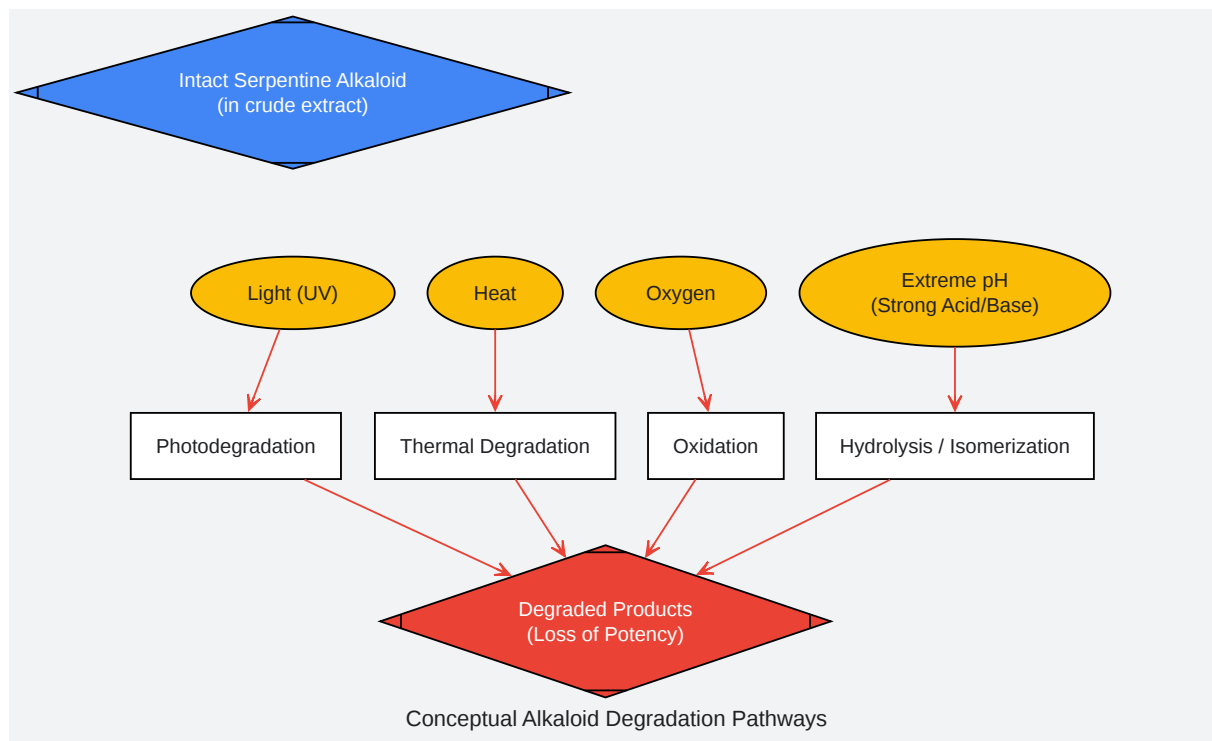 Intact Serpentine Alkaloid
(in crude extract)
Light (UV)
Heat
Oxygen
Extreme pH
(Strong Acid/Base)
Photodegradation
Thermal Degradation
Oxidation
Hydrolysis / Isomerization
Degraded Products
(Loss of Potency)
Conceptual Alkaloid Degradation Pathways